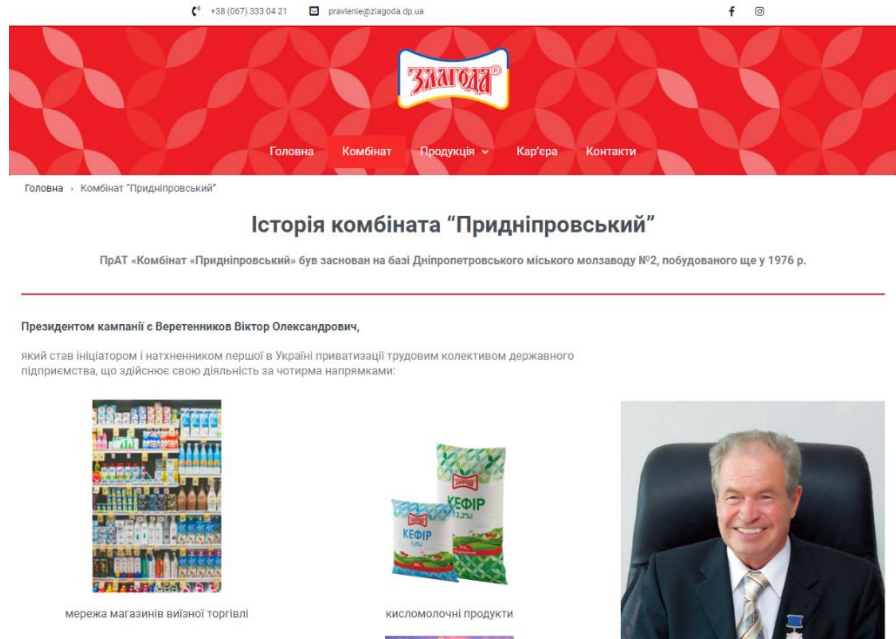 +38 (067) 333 04 21
pravlenie@zlagoda.dp.ua
ЗЛАГОДА®
Головна
Комбінат
Продукція
Кар'єра
Контакти
Головна › Комбінат "Придніпровський"
Історія комбіната “Придніпровський”
ПрАТ «Комбінат «Придніпровський» був заснован на базі Дніпропетровського міського молзаводу №2, побудованого ще у 1976 р.
Президентом кампанії є Веретенников Віктор Олександрович,
який став ініціатором і натхненником першої в Україні приватизації трудовим колективом державного
підприємства, що здійснює свою діяльність за чотирма напрямками:
КЕФІР
3,2%
КЕФІР
мережа магазинів виїзної торгівлі
кисломолочні продукти